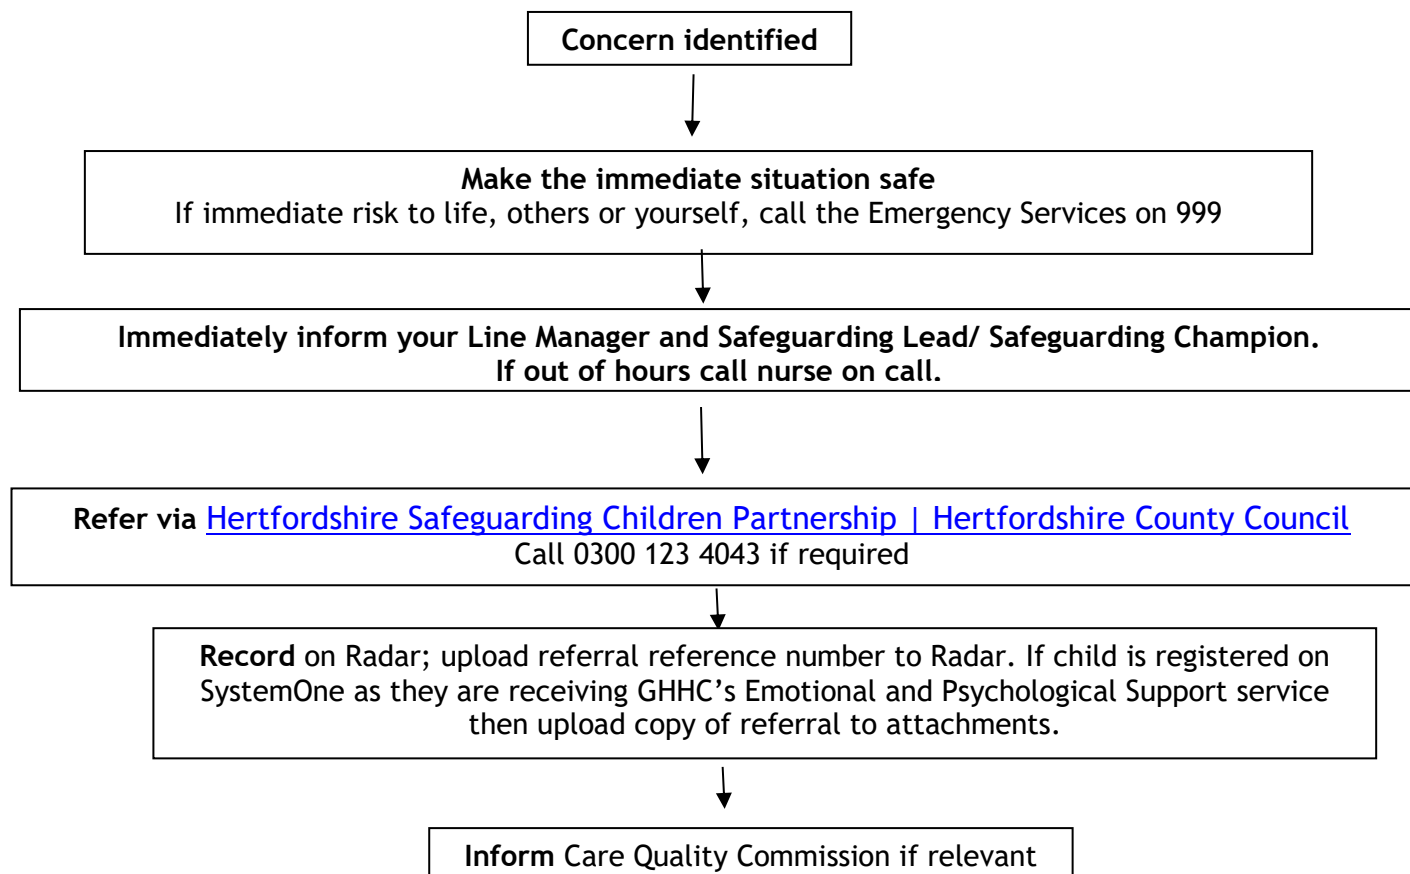 Concern identified
Make the immediate situation safe
If immediate risk to life, others or yourself, call the Emergency Services on 999
Immediately inform your Line Manager and Safeguarding Lead/ Safeguarding Champion.
If out of hours call nurse on call.
Refer via Hertfordshire Safeguarding Children Partnership | Hertfordshire County Council
Call 0300 123 4043 if required
Record on Radar; upload referral reference number to Radar. If child is registered on
SystemOne as they are receiving GHHC’s Emotional and Psychological Support service
then upload copy of referral to attachments.
Inform Care Quality Commission if relevant